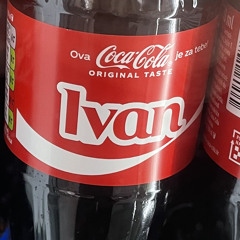 Ova Coca-Cola je za tebe!
ORIGINAL TASTE
Ivan